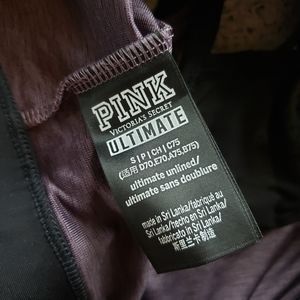 PINK
VICTORIA'S SECRET
ULTIMATE
S | P | CH | C75
(适用 D70,E70,A75,B75)
ultimate unlined/
ultimate sans doublure
made in Sri Lanka/fabriqué au
Sri Lanka/hecho en Sri Lanka/
fabricato in Sri Lanka/
斯里兰卡制造